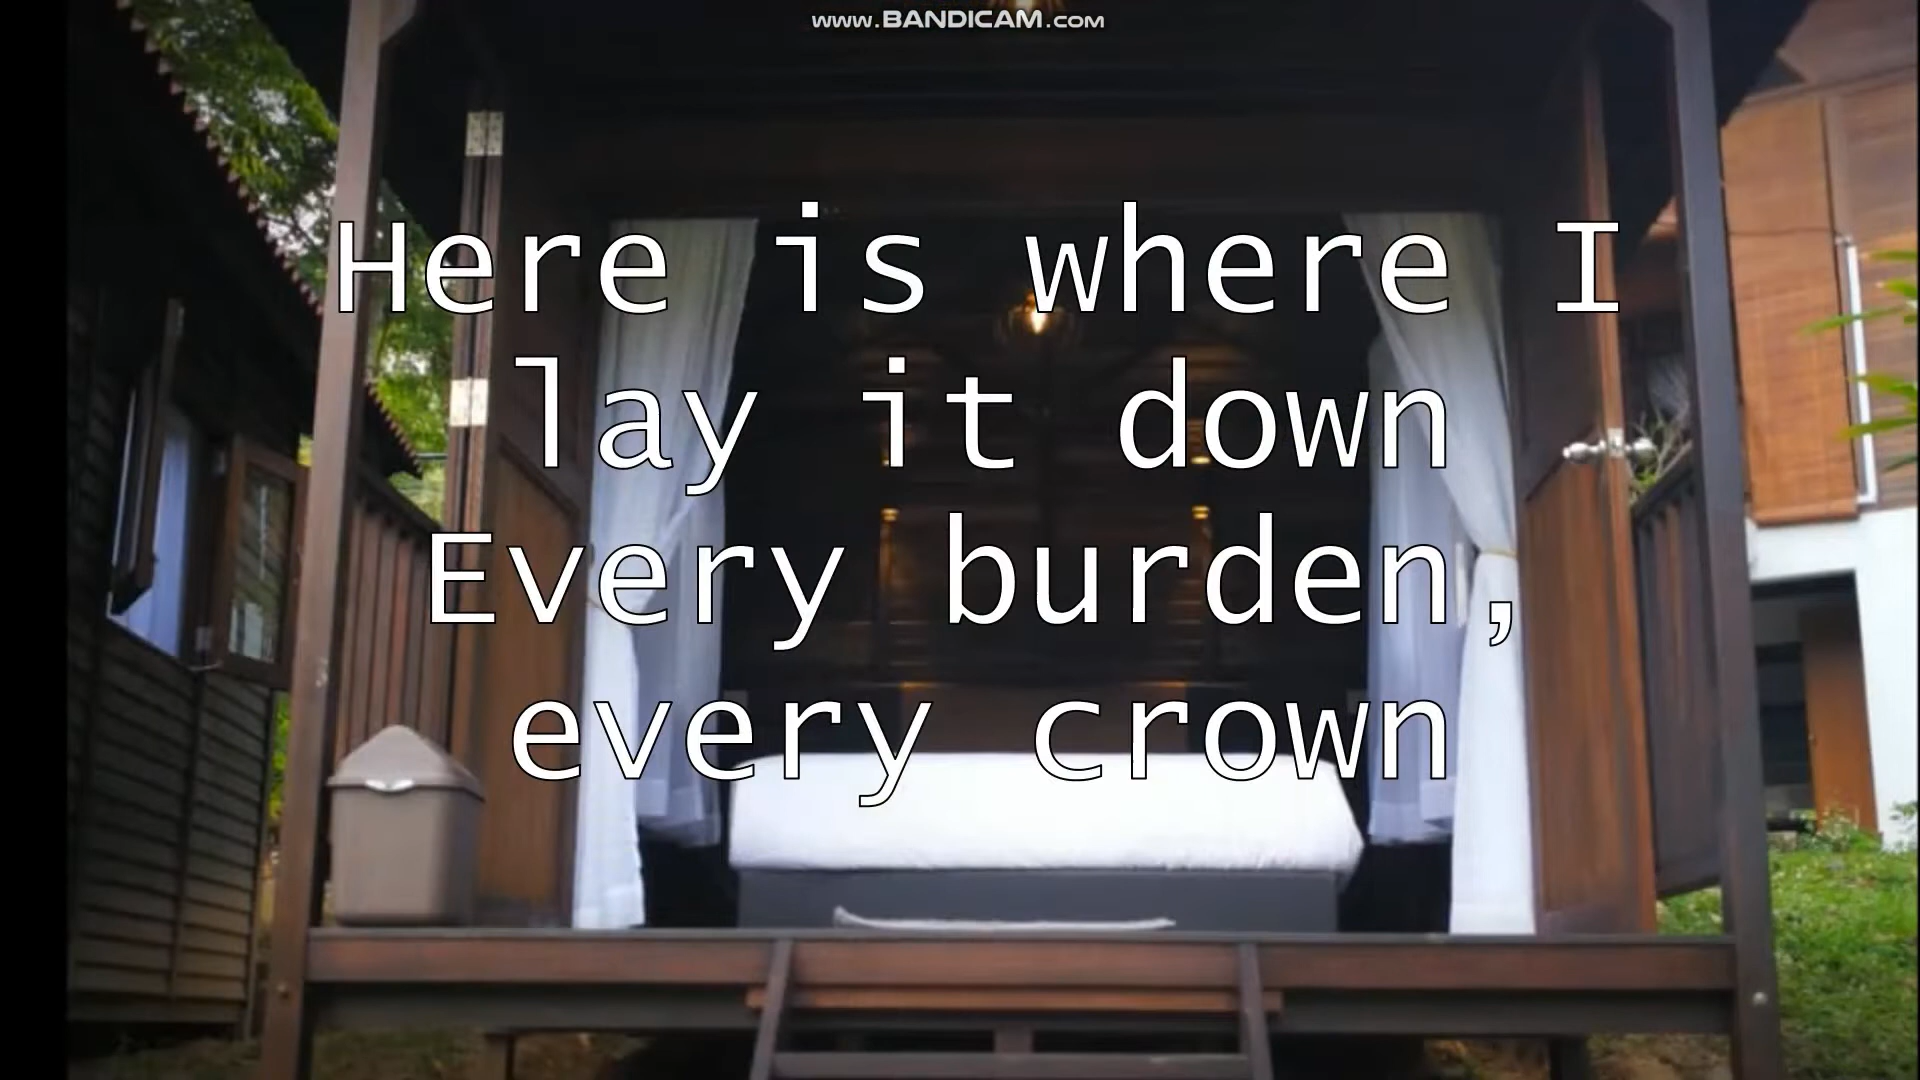 www.BANDICAM.com
Here is where I
lay it down
Every burden,
every crown